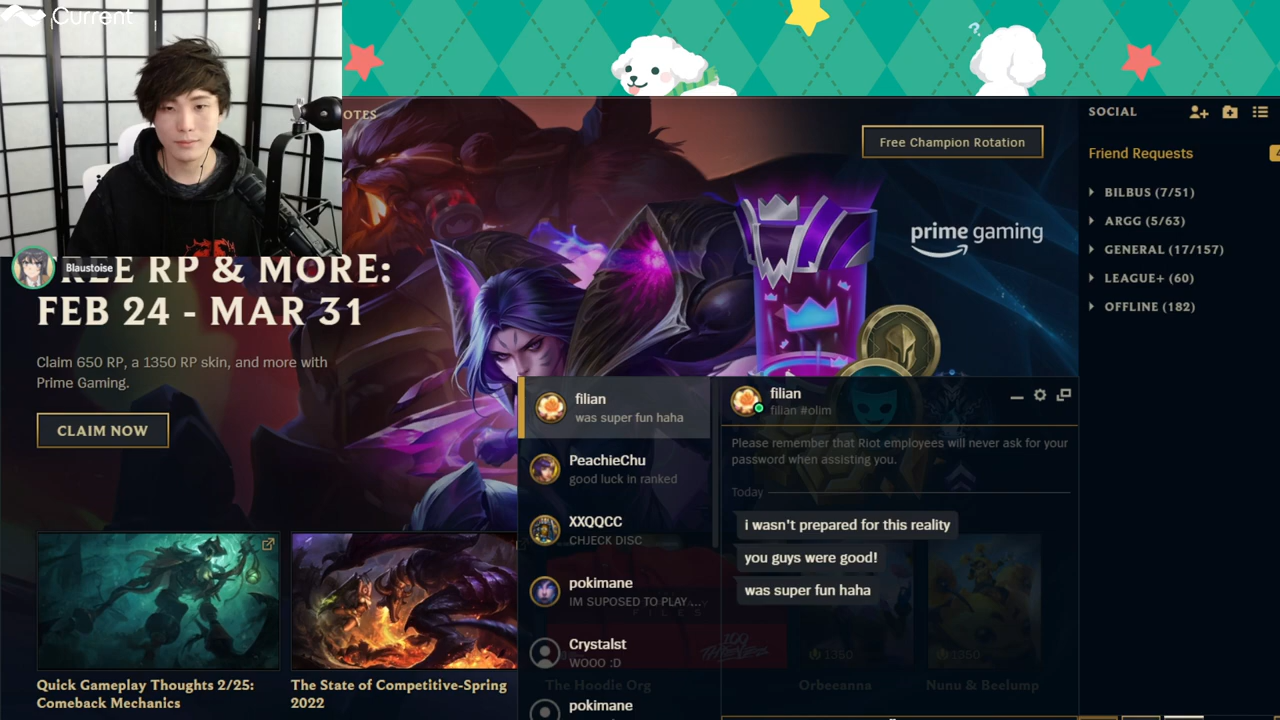 Current
OTES
Free Champion Rotation
prime gaming
Blaustoise
RP & MORE:
FEB 24 - MAR 31
Claim 650 RP, a 1350 RP skin, and more with
Prime Gaming.
CLAIM NOW
Quick Gameplay Thoughts 2/25:
Comeback Mechanics
The State of Competitive-Spring
2022
filian
was super fun haha
PeachieChu
good luck in ranked
XXQQCC
CHJECK DISC
pokimane
IM SUPOSED TO PLAY...
Crystalst
WOOO :D
pokimane
filian
filian #olim
Please remember that Riot employees will never ask for your
password when assisting you.
Today
i wasn't prepared for this reality
you guys were good!
was super fun haha
100
THIEVES
1350
The Hoodie Org
Orbeeanna
Nunu & Beelump
SOCIAL
Friend Requests
BILBUS (7/51)
ARGG (5/63)
GENERAL (17/157)
LEAGUE+ (60)
OFFLINE (182)